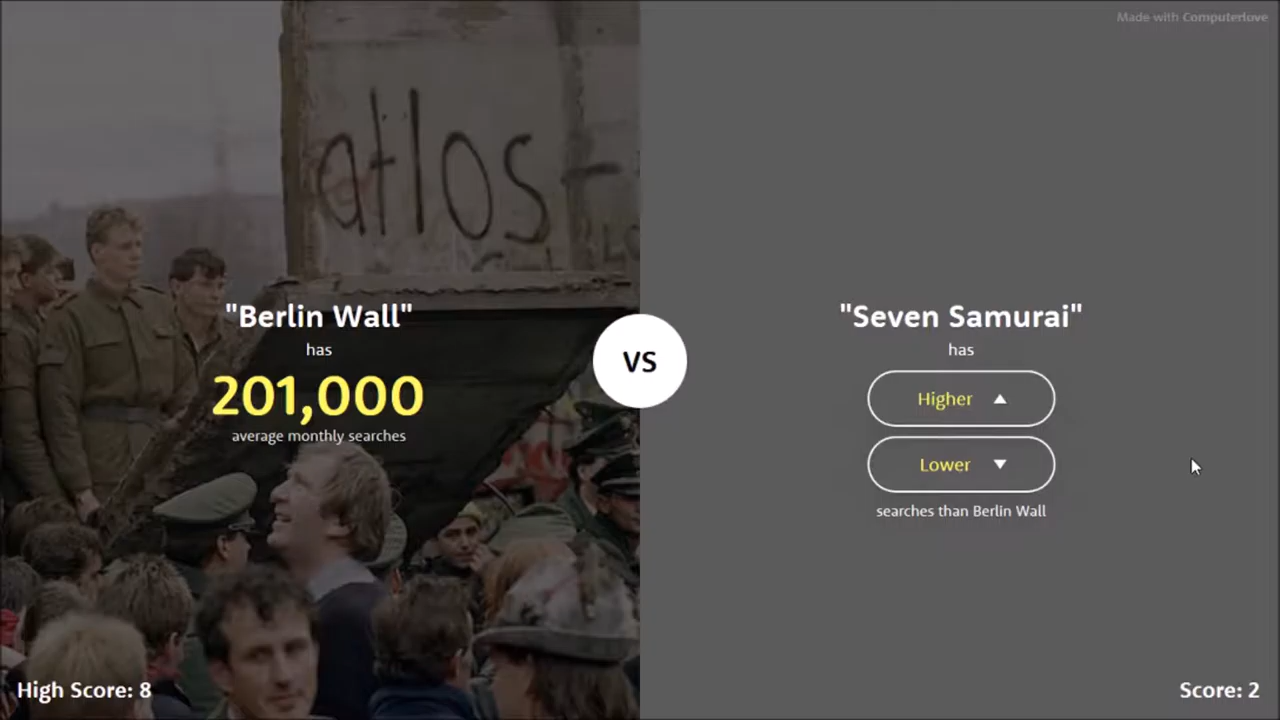 Made with Computerlove
atlos
"Berlin Wall"
has
201,000
average monthly searches
VS
"Seven Samurai"
has
Higher
Lower
searches than Berlin Wall
High Score: 8
Score: 2